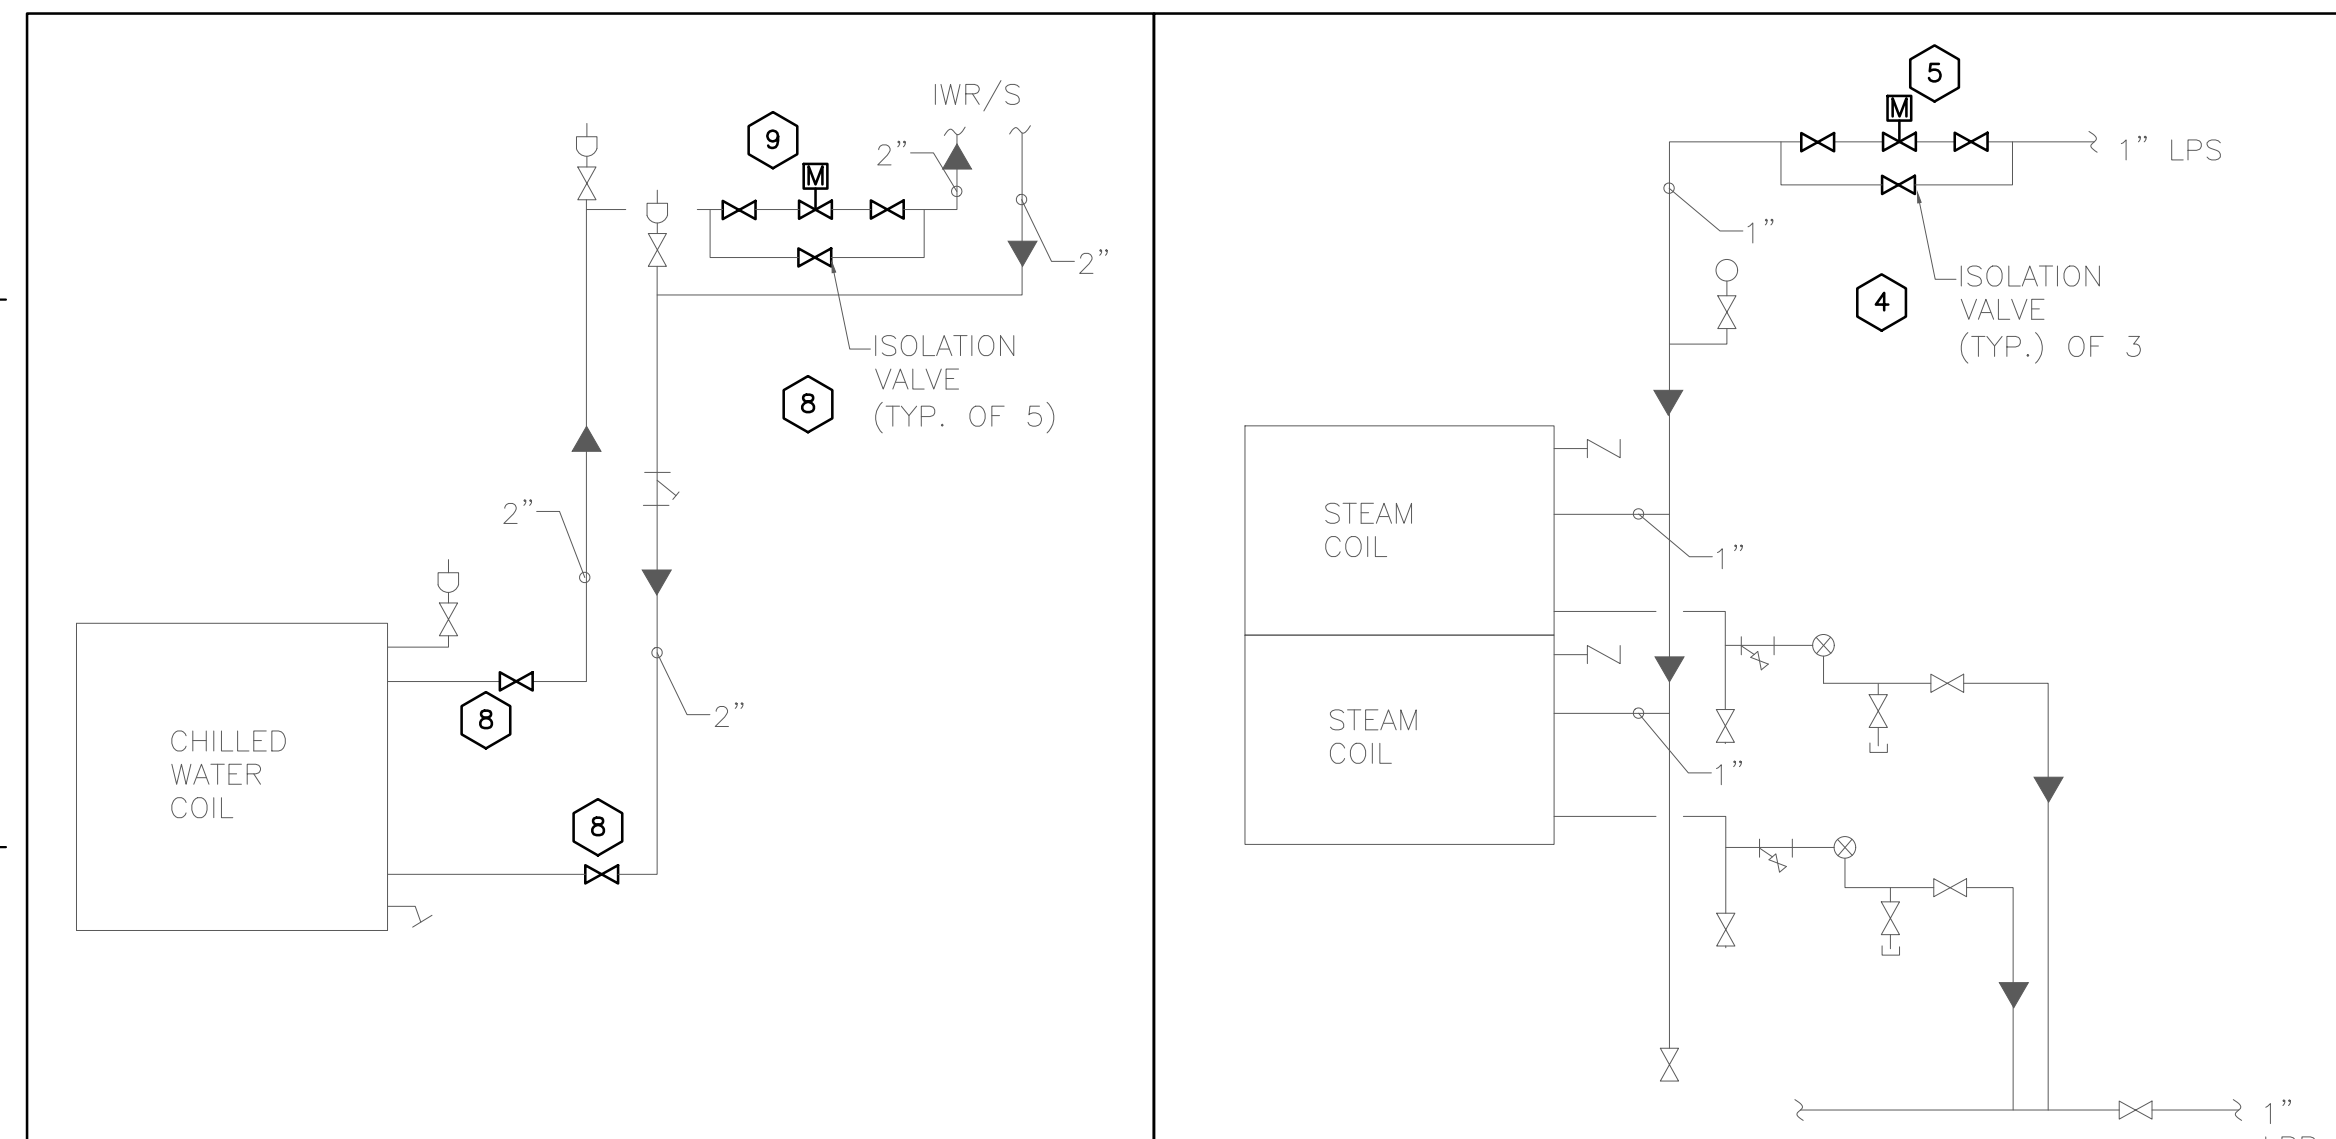 IWR/S
9
M
2"
2"
ISOLATION
VALVE
(TYP. OF 5)
8
2"
2"
8
CHILLED
WATER
COIL
8
5
M
1" LPS
1"
ISOLATION
VALVE
(TYP.) OF 3
4
STEAM
COIL
1"
STEAM
COIL
1"
1"